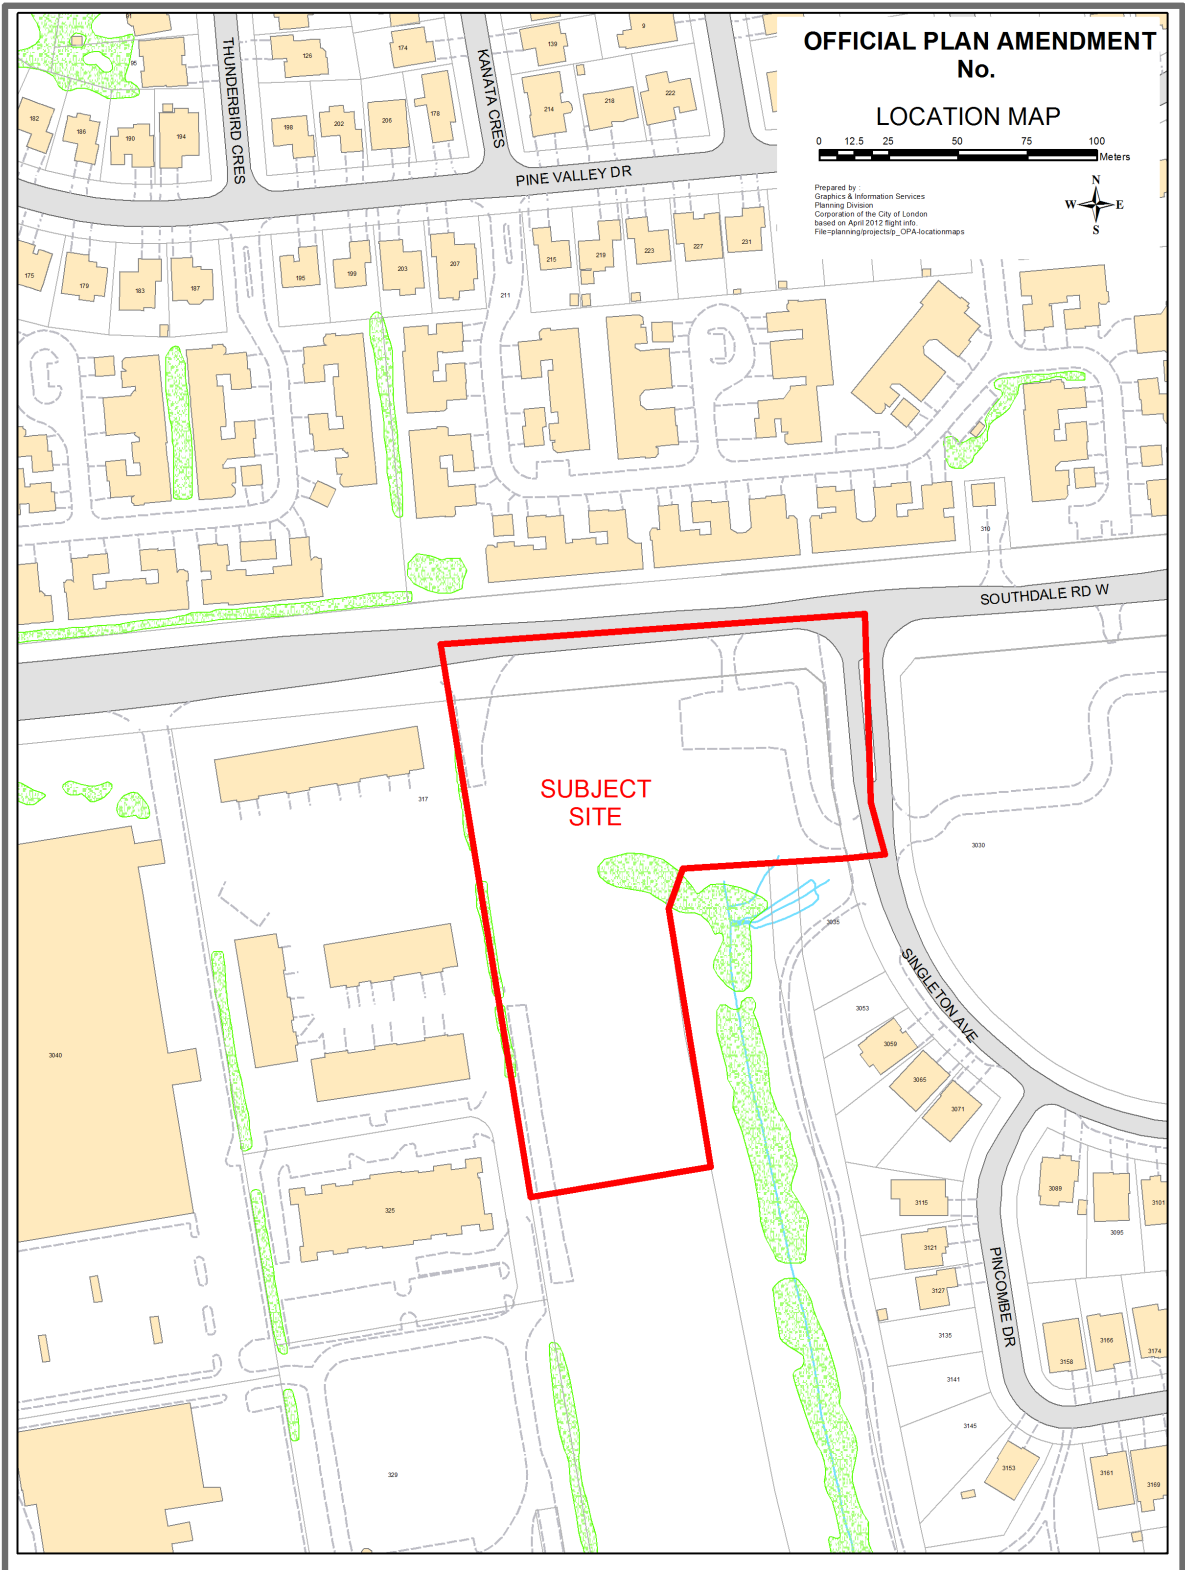 OFFICIAL PLAN AMENDMENT
No.
LOCATION MAP
0 12.5 25 50 75 100
Meters
Prepared by :
Graphics & Information Services
Planning Division
Corporation of the City of London
based on April 2012 flight info.
File=planning/projects/p_OPA-locationmaps
N
W E
S
THUNDERBIRD CRES
KANATA CRES
PINE VALLEY DR
SOUTHDALE RD W
SUBJECT
SITE
SINGLETON AVE
PINCOMBE DR
95
126
174
139
9
182
186
190
194
198
202
206
178
214
218
222
175
179
183
187
195
199
203
207
211
215
219
223
227
231
310
317
3030
3035
3040
3053
3059
3065
3071
325
3115
3121
3127
3135
3141
3145
3153
3089
3095
3101
3158
3166
3174
3161
3169
329